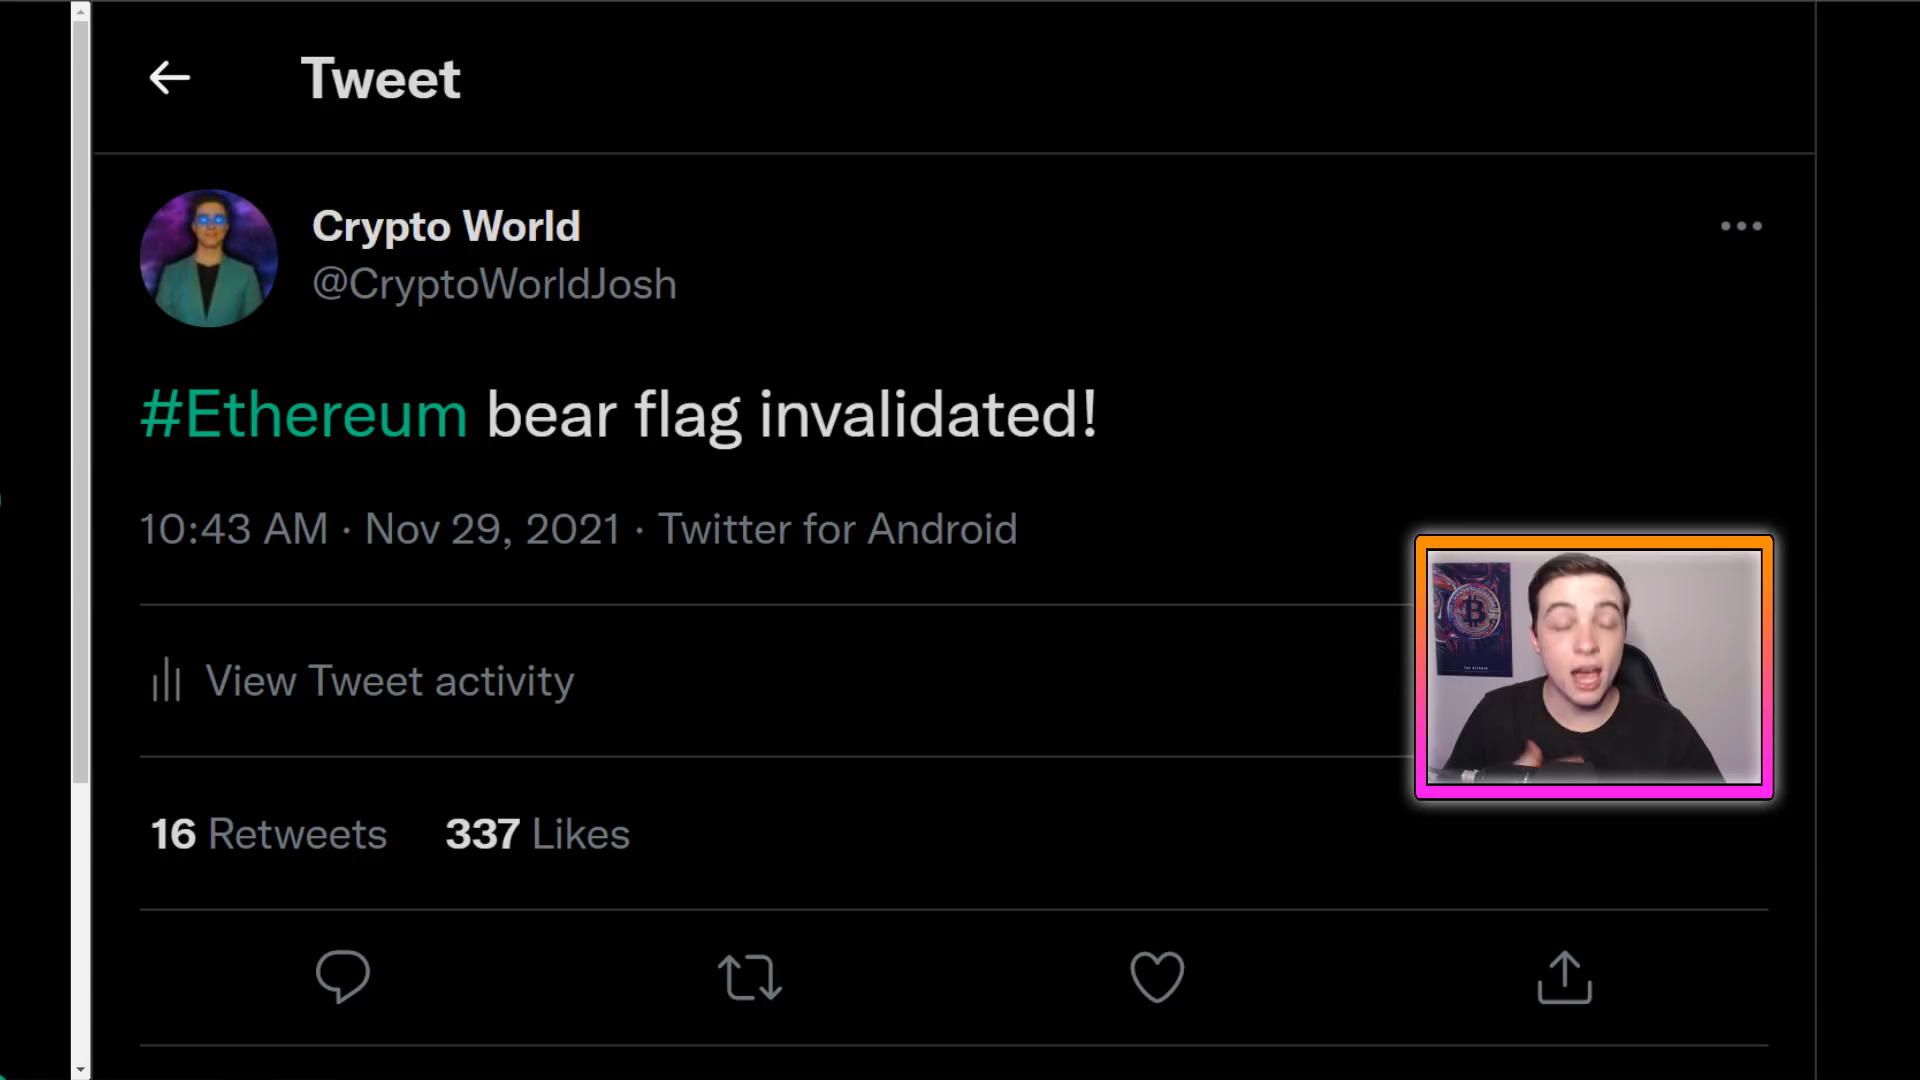 Tweet
Crypto World
@CryptoWorldJosh
#Ethereum bear flag invalidated!
10:43 AM · Nov 29, 2021 · Twitter for Android
View Tweet activity
16 Retweets 337 Likes